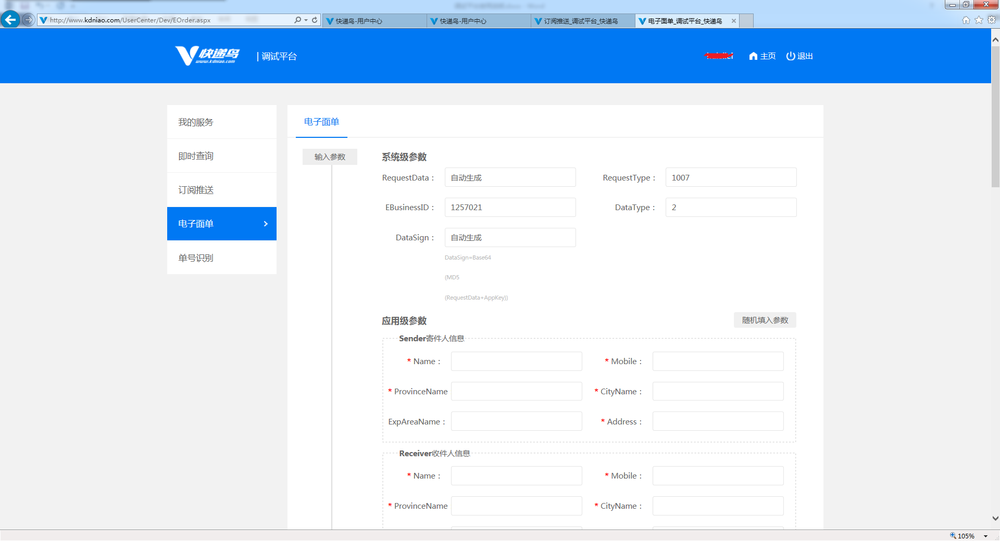 http://www.kdniao.com/UserCenter/Dev/EOrder.aspx
快递鸟-用户中心
快递鸟-用户中心
订阅推送_调试平台_快递鸟
电子面单_调试平台_快递鸟
快递鸟
www.kdniao.com
调试平台
主页
退出
我的服务
即时查询
订阅推送
电子面单
单号识别
电子面单
输入参数
系统级参数
RequestData： 自动生成 RequestType： 1007
EBusinessID： 1257021 DataType： 2
DataSign： 自动生成
DataSign=Base64
(MD5
(RequestData+AppKey))
应用级参数 随机填入参数
Sender寄件人信息
* Name： * Mobile：
* ProvinceName * CityName：
ExpAreaName： * Address：
Receiver收件人信息
* Name： * Mobile：
* ProvinceName * CityName：
105%